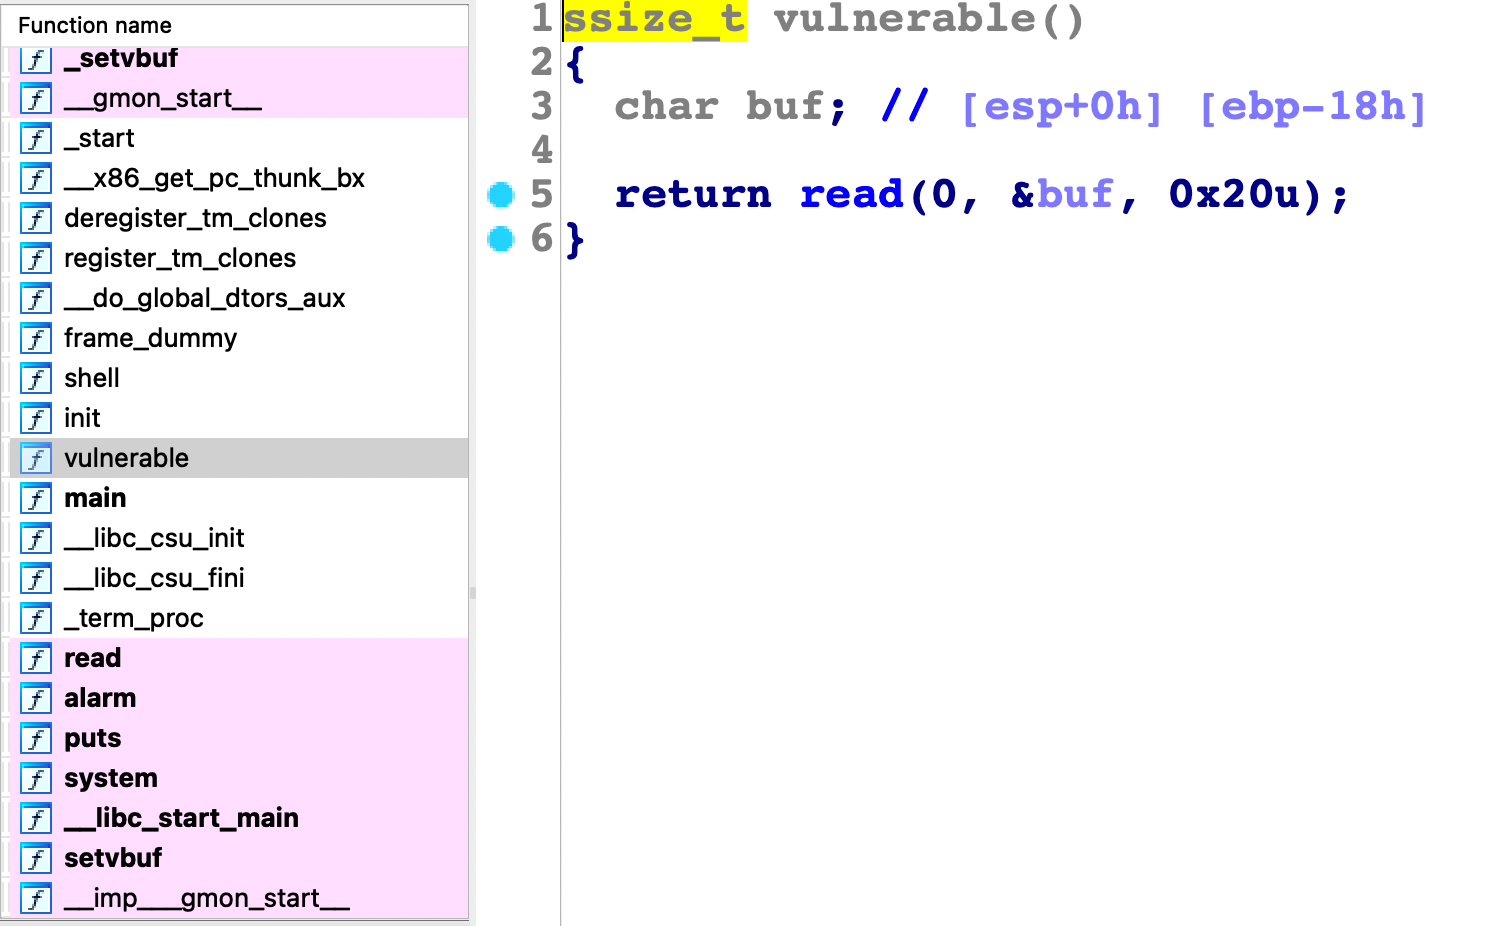 Function name
_setvbuf
__gmon_start__
_start
__x86_get_pc_thunk_bx
deregister_tm_clones
register_tm_clones
__do_global_dtors_aux
frame_dummy
shell
init
vulnerable
main
__libc_csu_init
__libc_csu_fini
_term_proc
read
alarm
puts
system
__libc_start_main
setvbuf
__imp___gmon_start__
1 ssize_t vulnerable()
2 {
3   char buf; // [esp+0h] [ebp-18h]
4
5   return read(0, &buf, 0x20u);
6 }